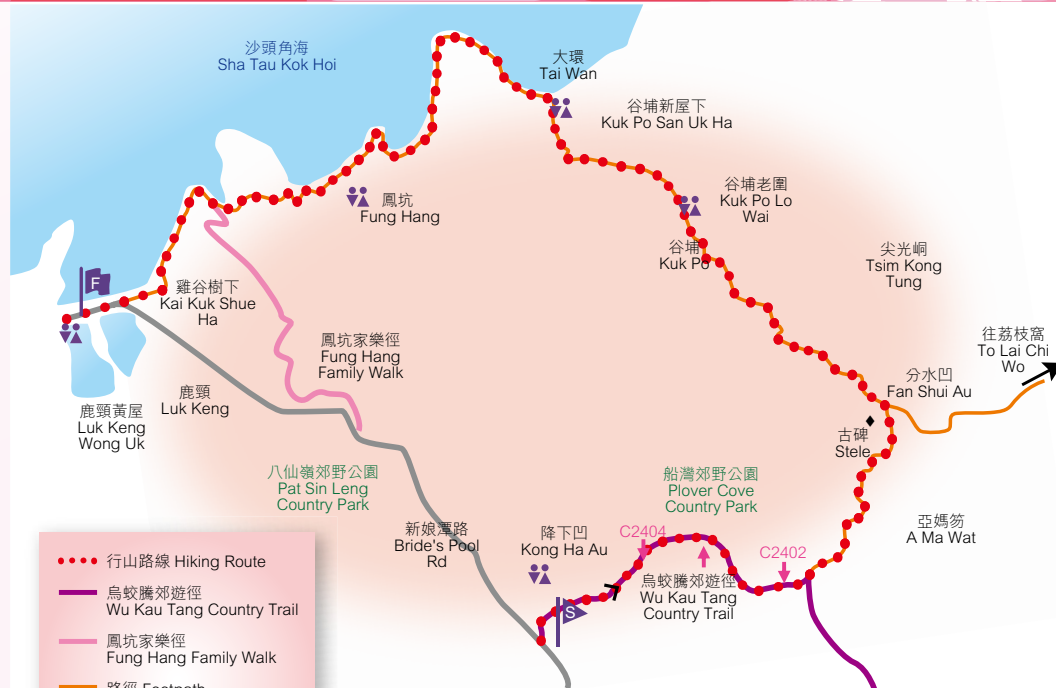 沙頭角海
Sha Tau Kok Hoi
大環
Tai Wan
谷埔新屋下
Kuk Po San Uk Ha
谷埔老圍
Kuk Po Lo
Wai
鳳坑
Fung Hang
谷埔
Kuk Po
尖光峒
Tsim Kong
Tung
F
雞谷樹下
Kai Kuk Shue
Ha
鳳坑家樂徑
Fung Hang
Family Walk
往荔枝窩
To Lai Chi
Wo
分水凹
Fan Shui Au
鹿頸
Luk Keng
鹿頸黃屋
Luk Keng
Wong Uk
古碑
Stele
八仙嶺郊野公園
Pat Sin Leng
Country Park
船灣郊野公園
Plover Cove
Country Park
新娘潭路
Bride's Pool
Rd
降下凹
Kong Ha Au
C2404
C2402
亞媽笏
A Ma Wat
烏蛟騰郊遊徑
Wu Kau Tang
Country Trail
S
行山路線 Hiking Route
烏蛟騰郊遊徑
Wu Kau Tang Country Trail
鳳坑家樂徑
Fung Hang Family Walk
路徑 Footpath